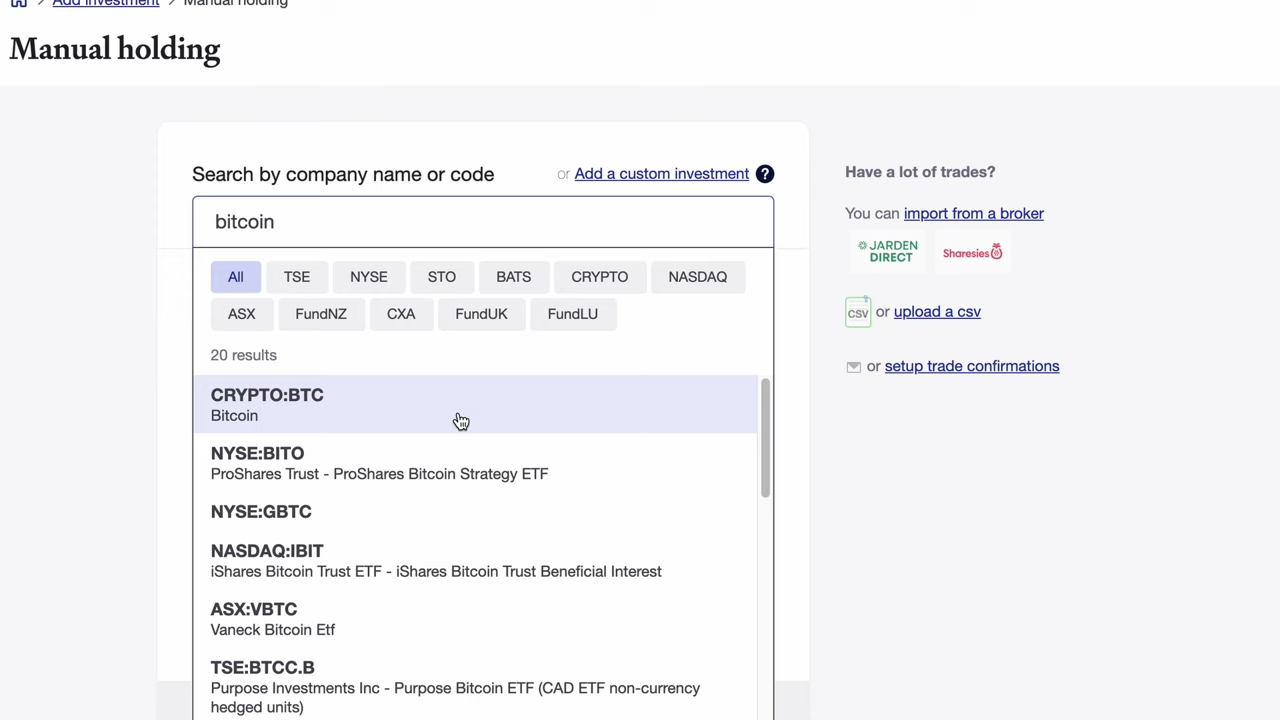 Add investment > Manual holding
Manual holding
Search by company name or code
or Add a custom investment ?
bitcoin
All TSE NYSE STO BATS CRYPTO NASDAQ
ASX FundNZ CXA FundUK FundLU
20 results
CRYPTO:BTC
Bitcoin
NYSE:BITO
ProShares Trust - ProShares Bitcoin Strategy ETF
NYSE:GBTC
NASDAQ:IBIT
iShares Bitcoin Trust ETF - iShares Bitcoin Trust Beneficial Interest
ASX:VBTC
Vaneck Bitcoin Etf
TSE:BTCC.B
Purpose Investments Inc - Purpose Bitcoin ETF (CAD ETF non-currency
hedged units)
Have a lot of trades?
You can import from a broker
JARDEN
DIRECT
Sharesies
CSV or upload a csv
or setup trade confirmations